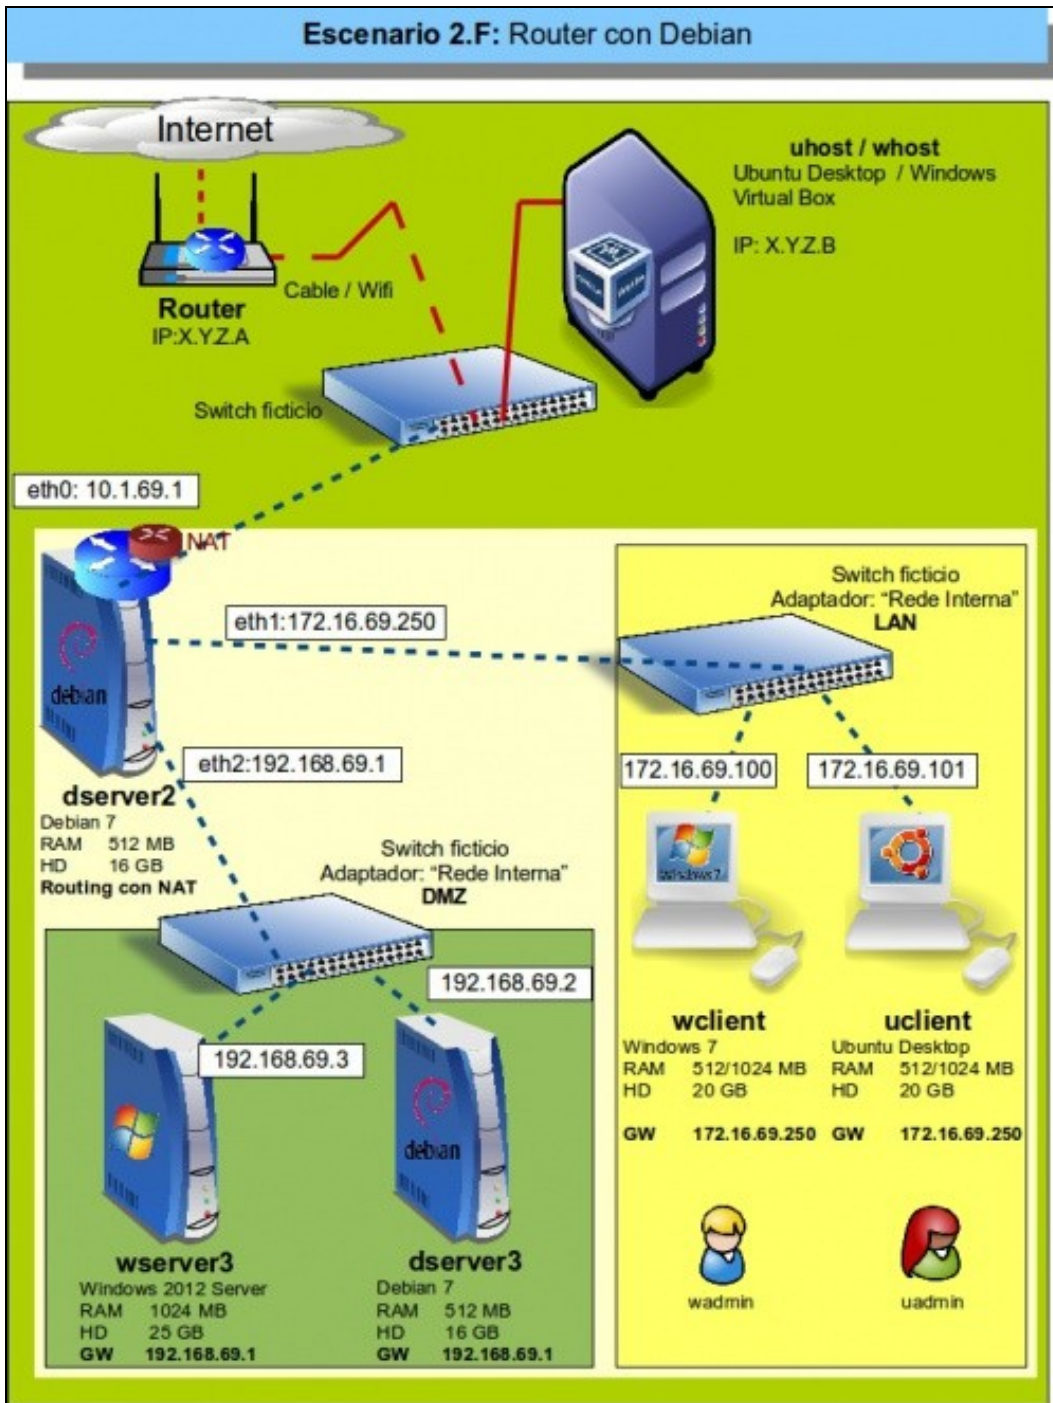 Escenario 2.F: Router con Debian
Internet
uhost / whost
Ubuntu Desktop / Windows
Virtual Box
IP: X.Y.Z.B
Cable / Wifi
Router
IP:X.Y.Z.A
Switch ficticio
eth0: 10.1.69.1
NAT
Switch ficticio
Adaptador: “Rede Interna”
LAN
eth1:172.16.69.250
debian
eth2:192.168.69.1
172.16.69.100
172.16.69.101
dserver2
Debian 7
RAM 512 MB
HD 16 GB
Routing con NAT
Windows 7
Switch ficticio
Adaptador: “Rede Interna”
DMZ
192.168.69.2
192.168.69.3
wclient
Windows 7
RAM 512/1024 MB
HD 20 GB
GW 172.16.69.250
uclient
Ubuntu Desktop
RAM 512/1024 MB
HD 20 GB
GW 172.16.69.250
debian
wserver3
Windows 2012 Server
RAM 1024 MB
HD 25 GB
GW 192.168.69.1
dserver3
Debian 7
RAM 512 MB
HD 16 GB
GW 192.168.69.1
wadmin
uadmin